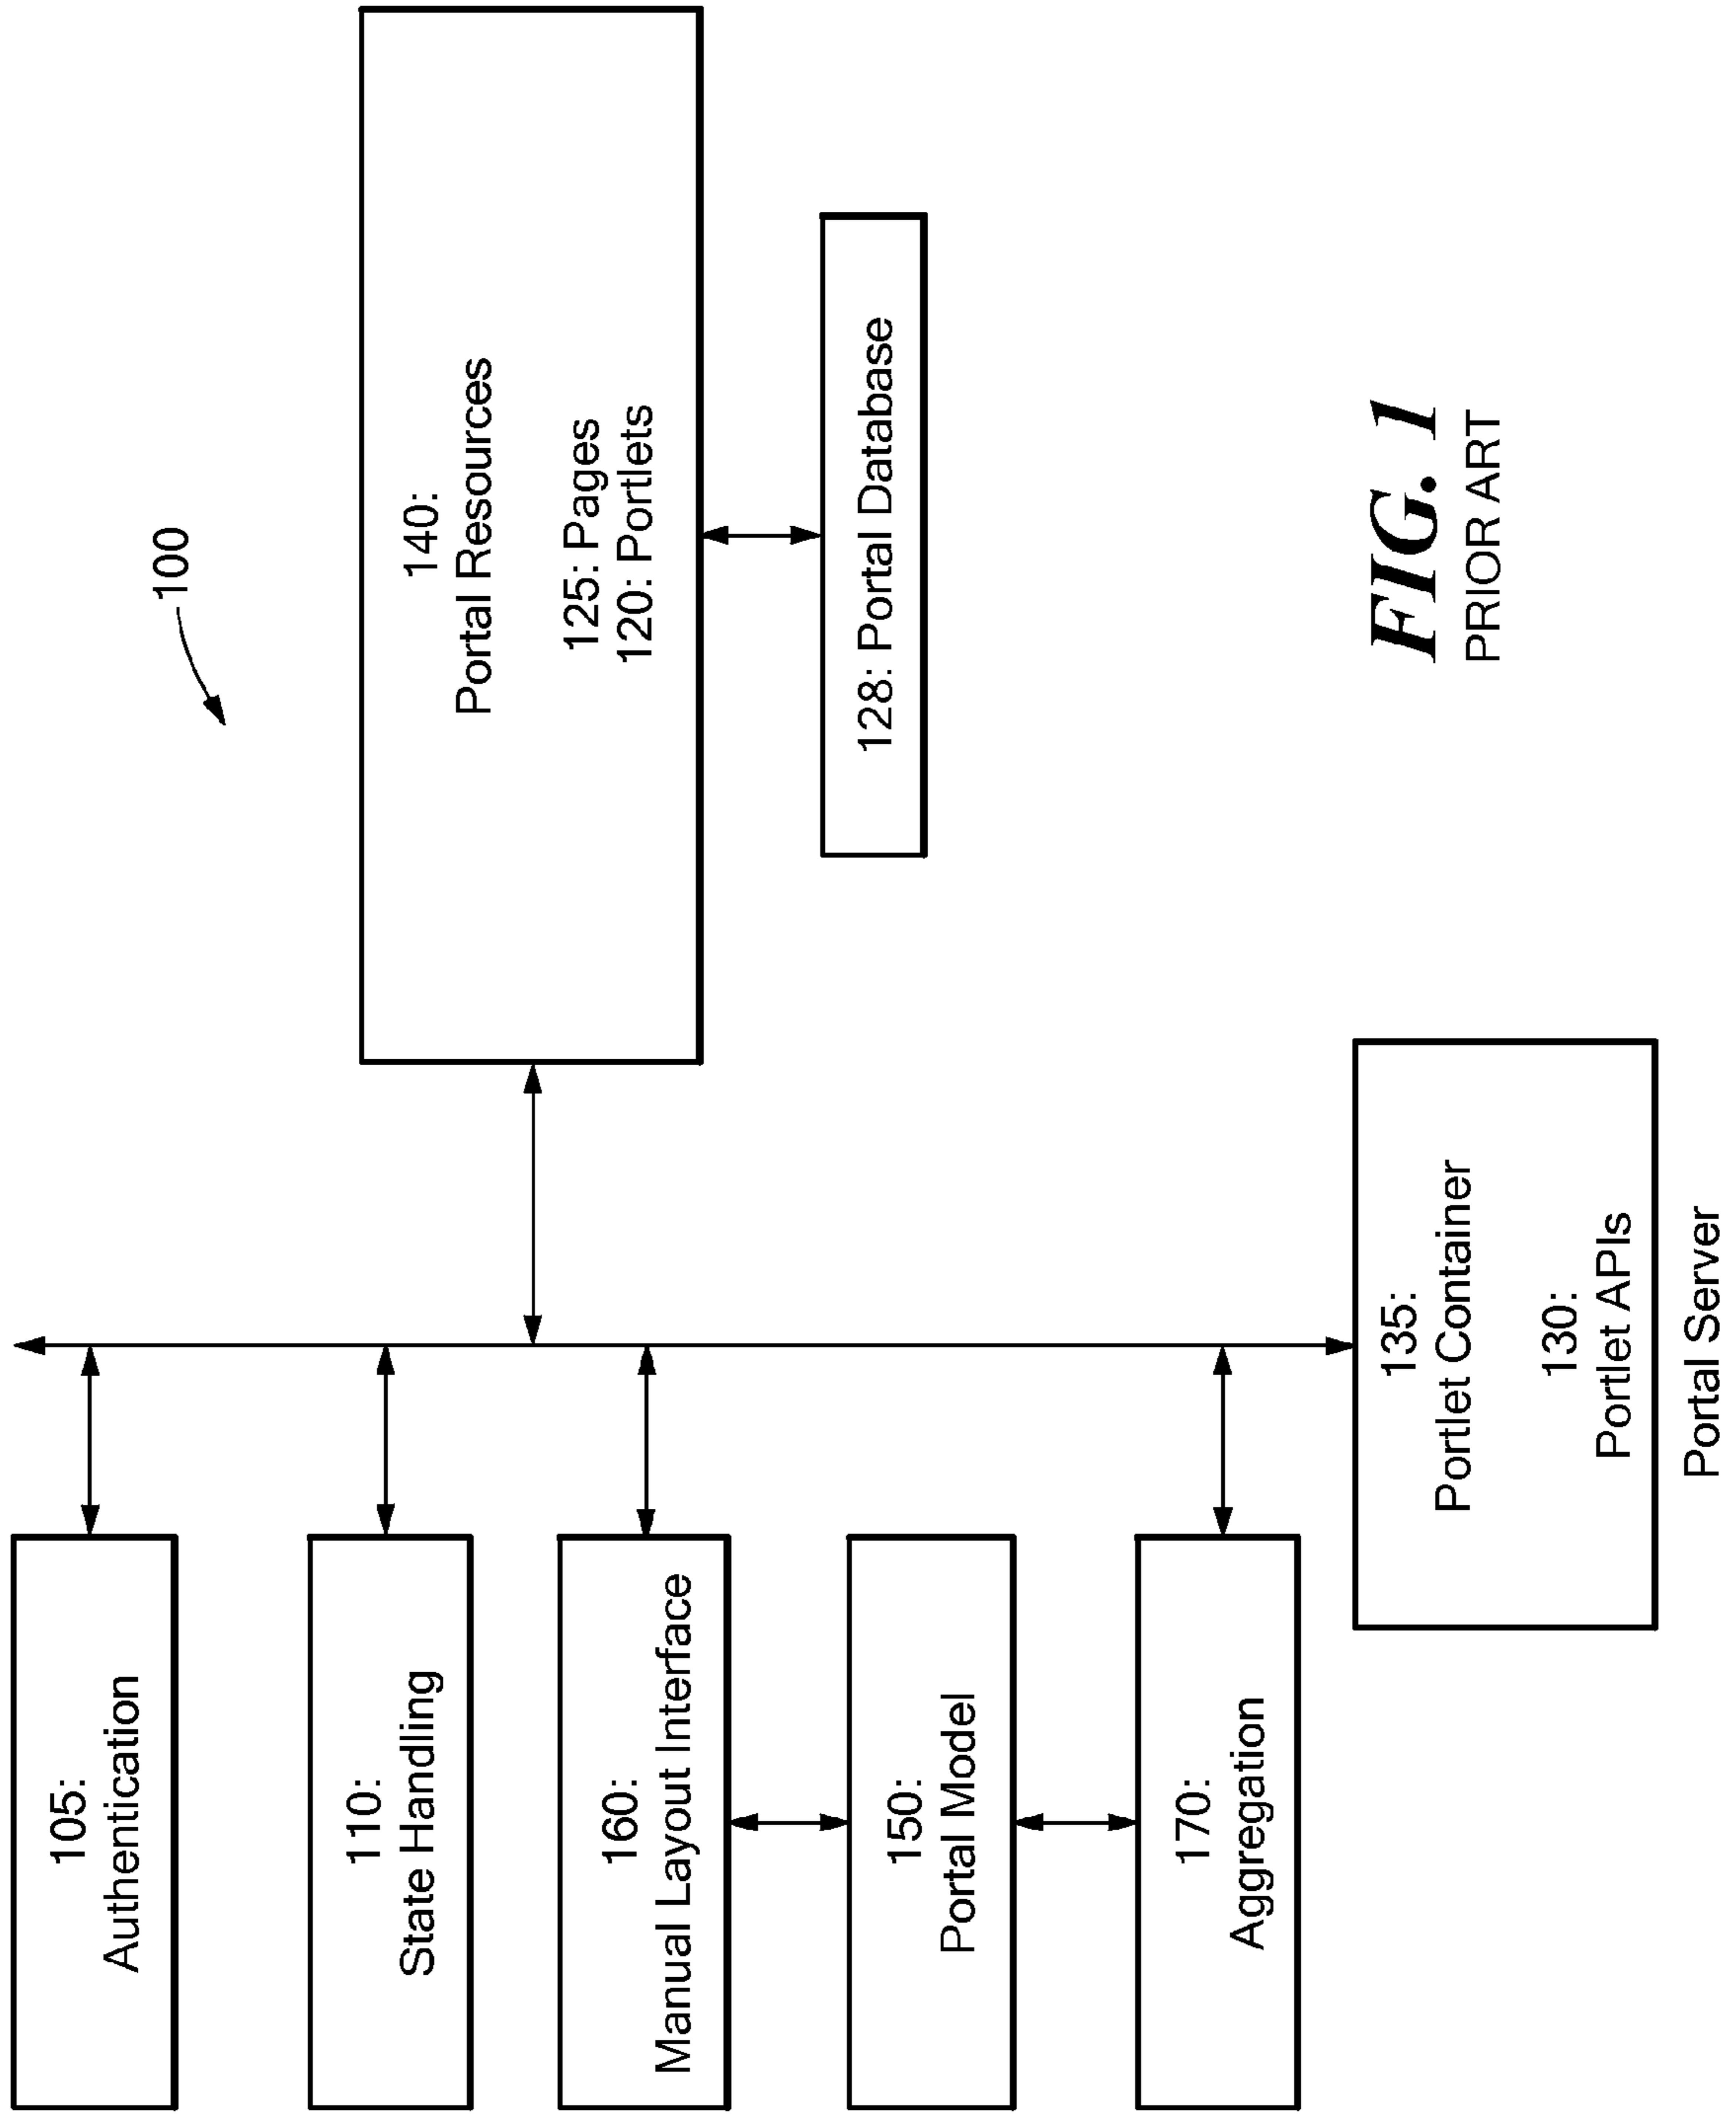 100
105:
Authentication
110:
State Handling
160:
Manual Layout Interface
150:
Portal Model
170:
Aggregation
135:
Portlet Container
130:
Portlet APIs
Portal Server
140:
Portal Resources
125: Pages
120: Portlets
128: Portal Database
FIG. 1
PRIOR ART